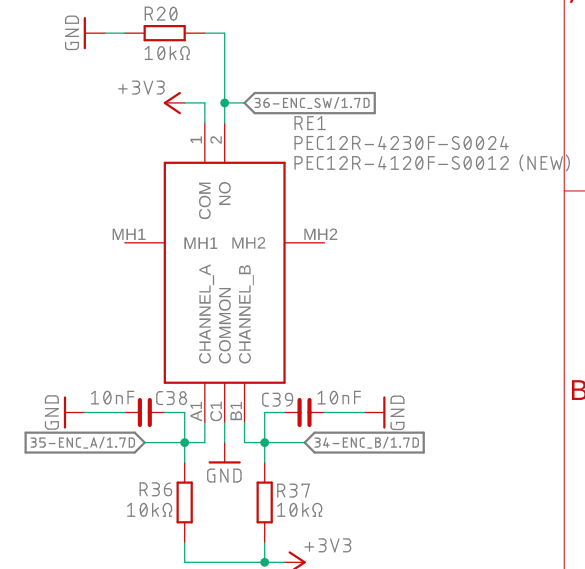 R20
GND
10kΩ
+3V3
36-ENC_SW/1.7D
RE1
PEC12R-4230F-S0024
PEC12R-4120F-S0012 (NEW)
1
2
COM
NO
MH1
MH1
MH2
MH2
CHANNEL_A
COMMON
CHANNEL_B
GND
10nF
C38
A1
C1
B1
C39
10nF
GND
35-ENC_A/1.7D
34-ENC_B/1.7D
GND
R36
10kΩ
R37
10kΩ
+3V3
B